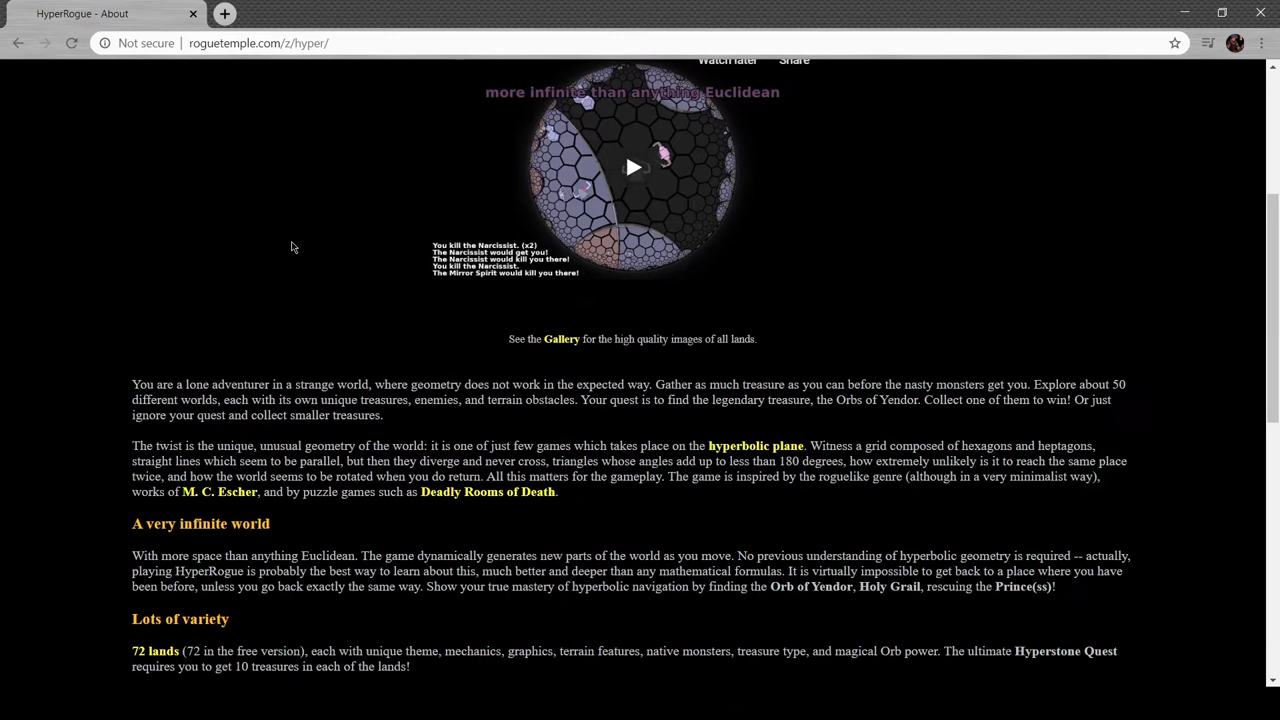 HyperRogue - About
Not secure
roguetemple.com/z/hyper/
Watch later
Share
more infinite than anything Euclidean
You kill the Narcissist. (x2)
The Narcissist would get you!
The Narcissist would kill you there!
You kill the Narcissist.
The Mirror Spirit would kill you there!
See the Gallery for the high quality images of all lands.
You are a lone adventurer in a strange world, where geometry does not work in the expected way. Gather as much treasure as you can before the nasty monsters get you. Explore about 50
different worlds, each with its own unique treasures, enemies, and terrain obstacles. Your quest is to find the legendary treasure, the Orbs of Yendor. Collect one of them to win! Or just
ignore your quest and collect smaller treasures.
The twist is the unique, unusual geometry of the world: it is one of just few games which takes place on the hyperbolic plane. Witness a grid composed of hexagons and heptagons,
straight lines which seem to be parallel, but then they diverge and never cross, triangles whose angles add up to less than 180 degrees, how extremely unlikely is it to reach the same place
twice, and how the world seems to be rotated when you do return. All this matters for the gameplay. The game is inspired by the roguelike genre (although in a very minimalist way),
works of M. C. Escher, and by puzzle games such as Deadly Rooms of Death.
A very infinite world
With more space than anything Euclidean. The game dynamically generates new parts of the world as you move. No previous understanding of hyperbolic geometry is required -- actually,
playing HyperRogue is probably the best way to learn about this, much better and deeper than any mathematical formulas. It is virtually impossible to get back to a place where you have
been before, unless you go back exactly the same way. Show your true mastery of hyperbolic navigation by finding the Orb of Yendor, Holy Grail, rescuing the Prince(ss)!
Lots of variety
72 lands (72 in the free version), each with unique theme, mechanics, graphics, terrain features, native monsters, treasure type, and magical Orb power. The ultimate Hyperstone Quest
requires you to get 10 treasures in each of the lands!